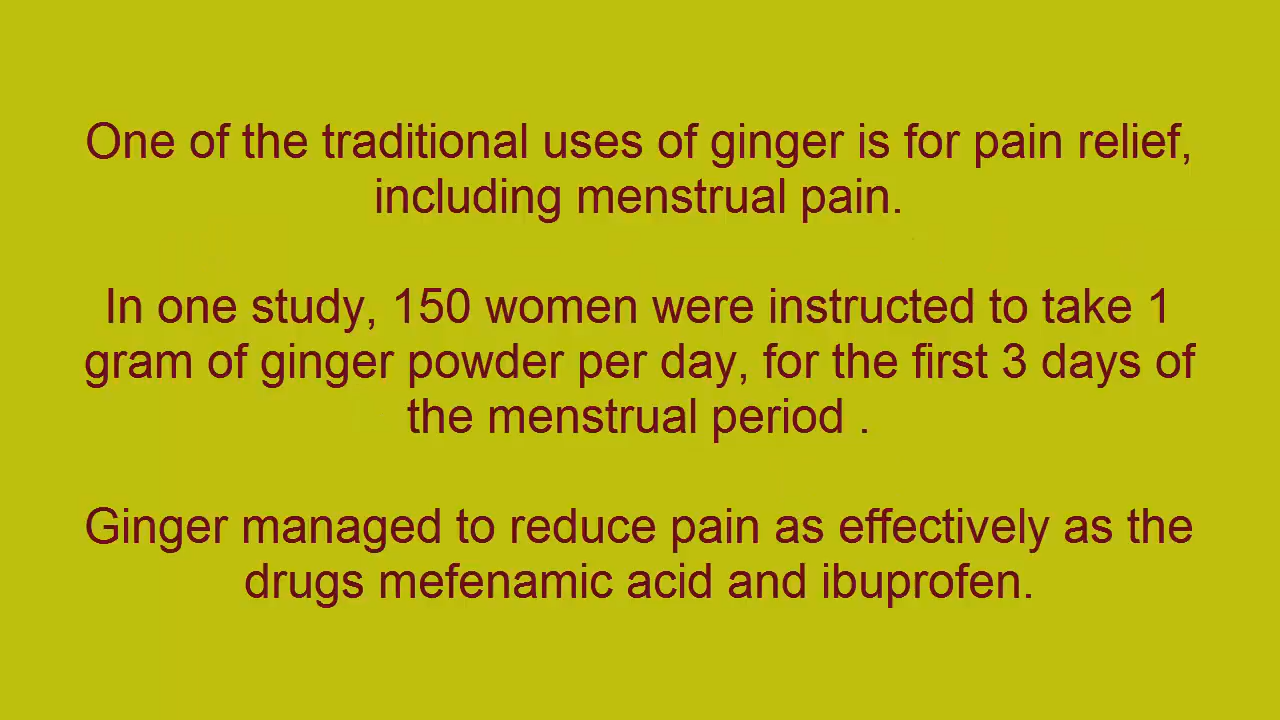 One of the traditional uses of ginger is for pain relief,
including menstrual pain.
In one study, 150 women were instructed to take 1
gram of ginger powder per day, for the first 3 days of
the menstrual period .
Ginger managed to reduce pain as effectively as the
drugs mefenamic acid and ibuprofen.